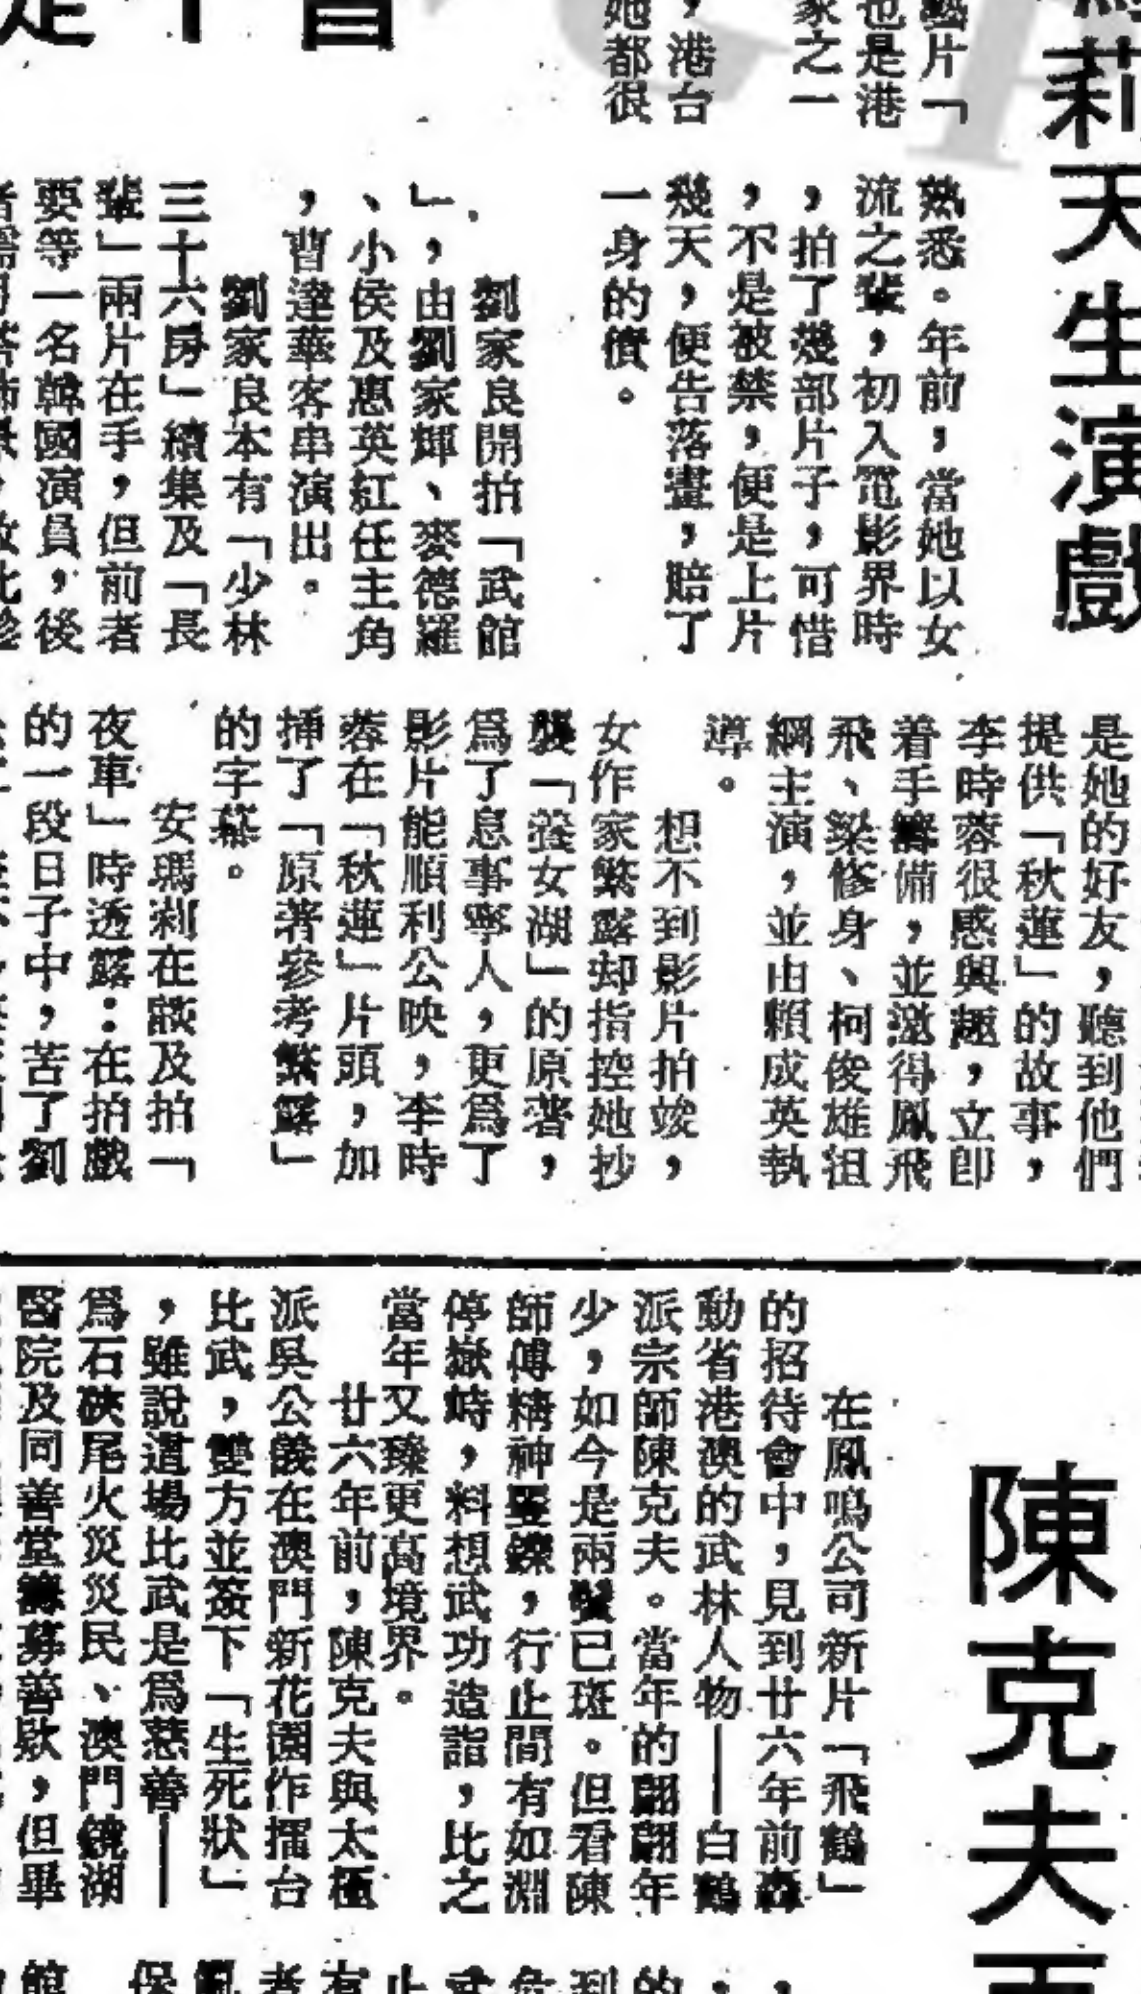 莉天生演戲
藝片「
也是港
家之一
，港台
她都很
熟悉。年前，當她以女
流之輩，初入電影界時
，拍了幾部片子，可惜
，不是被禁，便是上片
幾天，便告落畫，賠了
一身的債。
劉家良開拍「武館
」，由劉家輝、麥德羅
、小侯及惠英紅任主角
，曹達華客串演出。
劉家良本有「少林
三十六房」續集及「長
輩」兩片在手，但前者
要等一名韓國演員，後
是她的好友，聽到他們
提供「秋蓮」的故事，
李時蓉很感興趣，立即
着手籌備，並邀得鳳飛
飛、梁修身、柯俊雄沮
綱主演，並由賴成英執
導。
想不到影片拍竣，
女作家繁露却指控她抄
襲「養女湖」的原著，
為了息事寧人，更為了
影片能順利公映，李時
蓉在「秋蓮」片頭，加
揷了「原著參考繁露」
的字幕。
安瑪莉在談及拍「
夜車」時透露：在拍戲
的一段日子中，苦了劉
陳克夫
在鳳鳴公司新片「飛鶴」
的招待會中，見到廿六年前轟
動省港澳的武林人物——白鶴
派宗師陳克夫。當年的翩翩年
少，如今是兩鬢已斑。但看陳
師傅精神矍鑠，行止間有如淵
停嶽峙，料想武功造詣，比之
當年又臻更高境界。
廿六年前，陳克夫與太極
派吳公儀在澳門新花園作擂台
比武，雙方並簽下「生死狀」
，雖說這場比武是為慈善——
為石硤尾火災災民、澳門鏡湖
醫院及同善堂籌募善欵，但畢